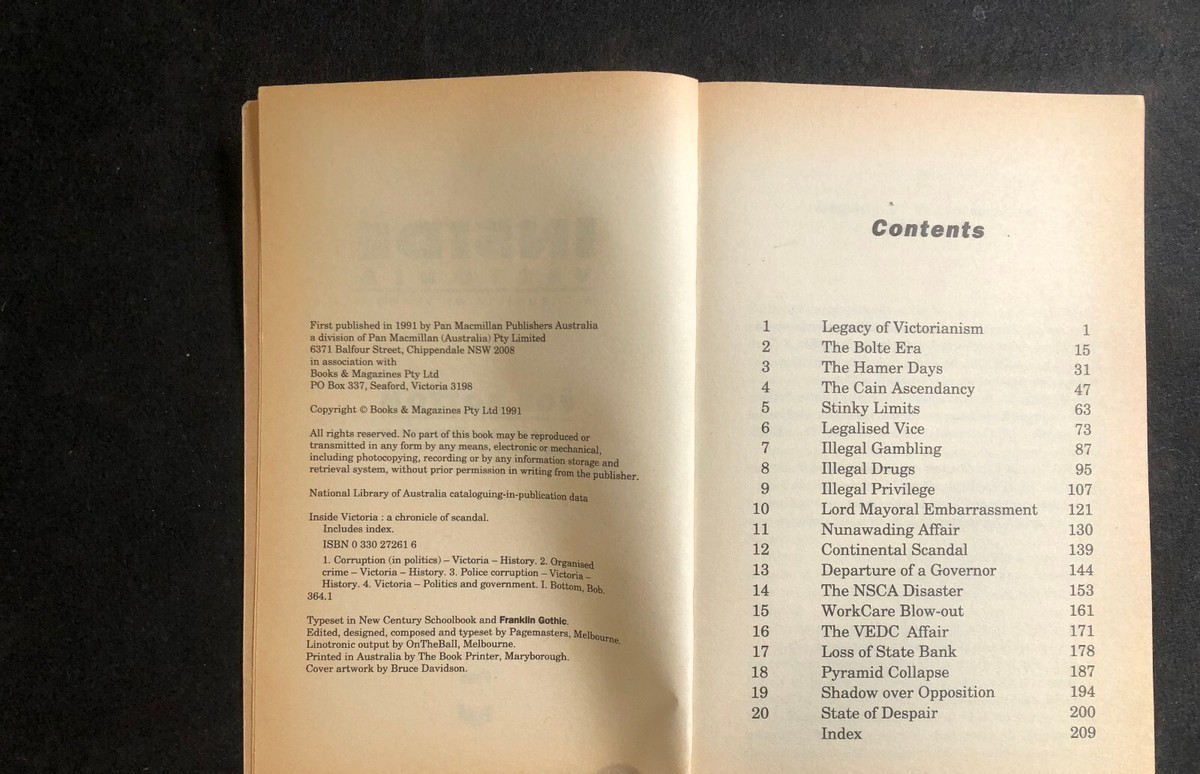 First published in 1991 by Pan Macmillan Publishers Australia
a division of Pan Macmillan (Australia) Pty Limited
6371 Balfour Street, Chippendale NSW 2008
in association with
Books & Magazines Pty Ltd
PO Box 337, Seaford, Victoria 3198
Copyright © Books & Magazines Pty Ltd 1991
All rights reserved. No part of this book may be reproduced or
transmitted in any form by any means, electronic or mechanical,
including photocopying, recording or by any information storage and
retrieval system, without prior permission in writing from the publisher.
National Library of Australia cataloguing-in-publication data
Inside Victoria : a chronicle of scandal.
Includes index.
ISBN 0 330 27261 6
1. Corruption (in politics) – Victoria – History. 2. Organised
crime – Victoria – History. 3. Police corruption – Victoria –
History. 4. Victoria – Politics and government. I. Bottom, Bob.
364.1
Typeset in New Century Schoolbook and Franklin Gothic.
Edited, designed, composed and typeset by Pagemasters, Melbourne.
Linotronic output by OnTheBall, Melbourne.
Printed in Australia by The Book Printer, Maryborough.
Cover artwork by Bruce Davidson.
Contents
1 Legacy of Victorianism 1
2 The Bolte Era 15
3 The Hamer Days 31
4 The Cain Ascendancy 47
5 Stinky Limits 63
6 Legalised Vice 73
7 Illegal Gambling 87
8 Illegal Drugs 95
9 Illegal Privilege 107
10 Lord Mayoral Embarrassment 121
11 Nunawading Affair 130
12 Continental Scandal 139
13 Departure of a Governor 144
14 The NSCA Disaster 153
15 WorkCare Blow-out 161
16 The VEDC Affair 171
17 Loss of State Bank 178
18 Pyramid Collapse 187
19 Shadow over Opposition 194
20 State of Despair 200
Index 209